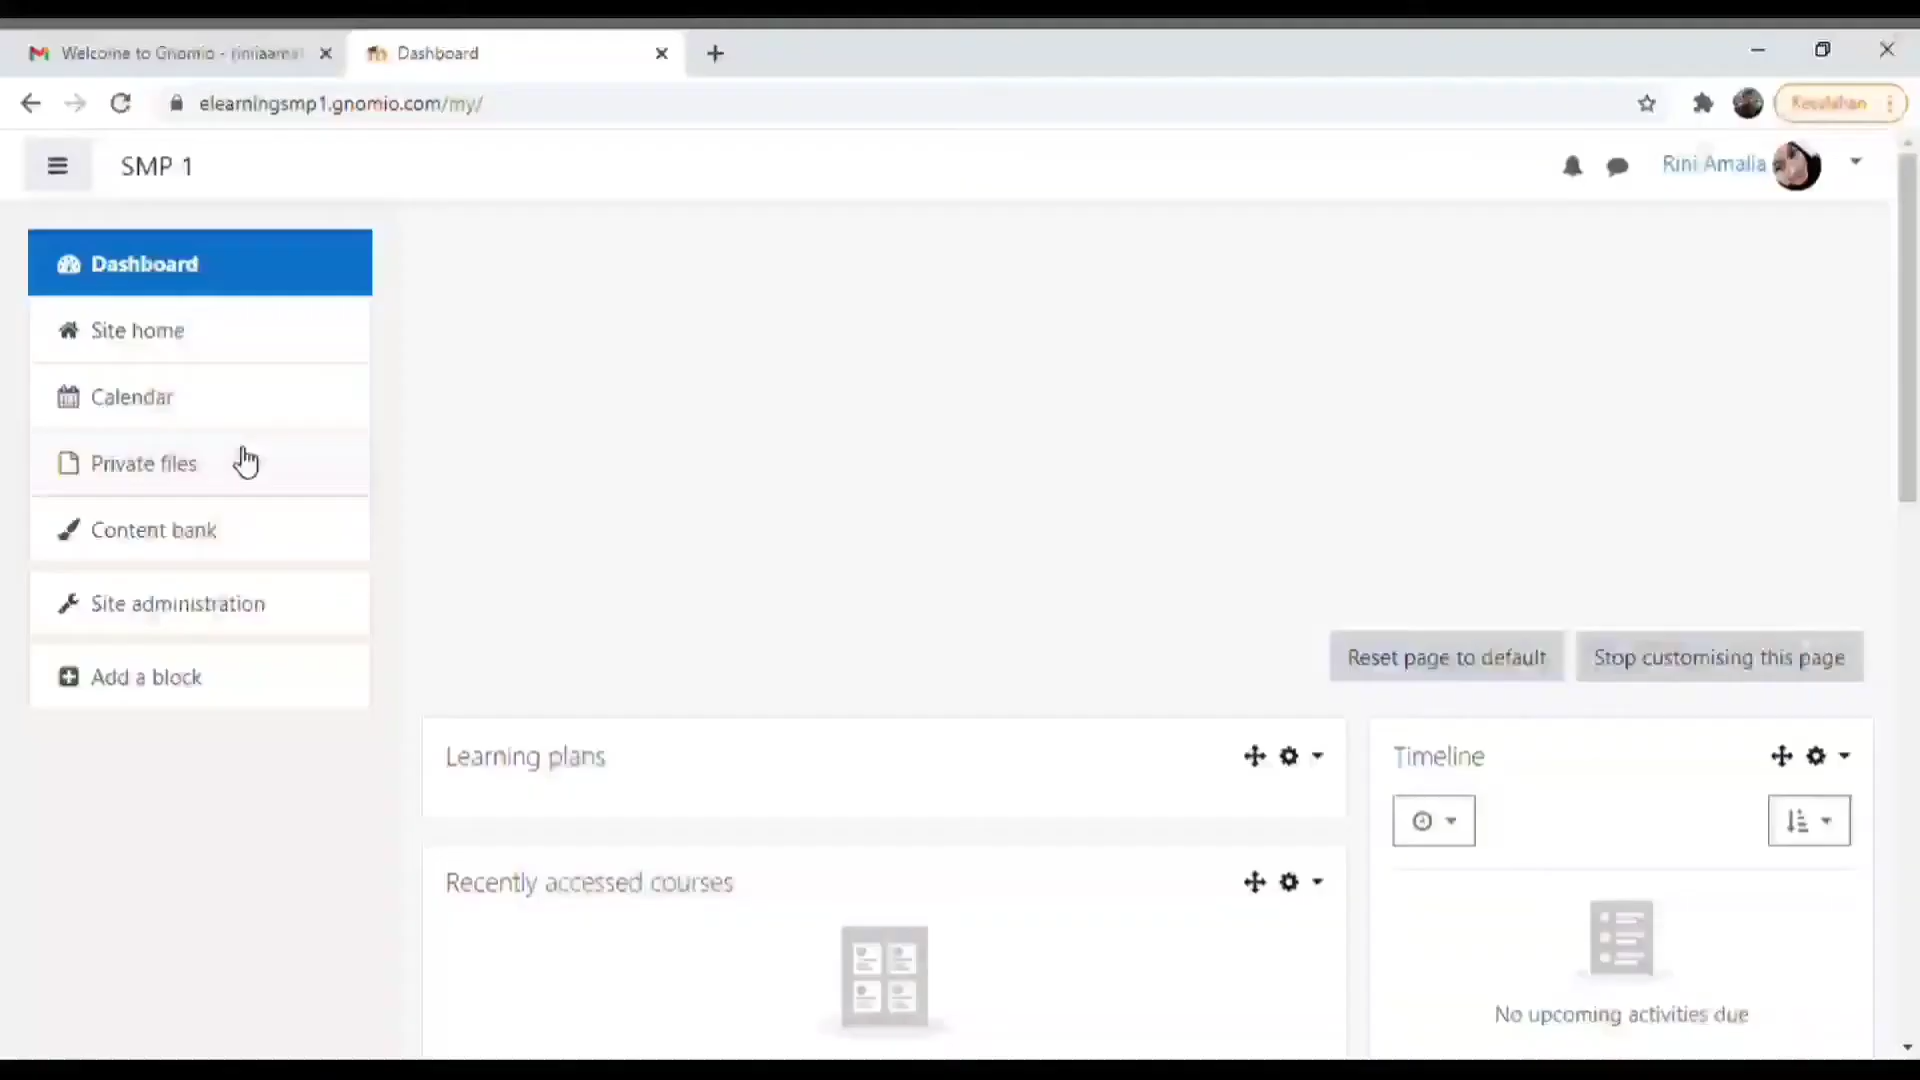 Welcome to Gnomio -
Dashboard
elearningsmp1.gnomio.com/my/
Kesalahan
SMP 1
Rini Amalia
Dashboard
Site home
Calendar
Private files
Content bank
Site administration
Add a block
Reset page to default
Stop customising this page
Learning plans
Timeline
Recently accessed courses
No upcoming activities due